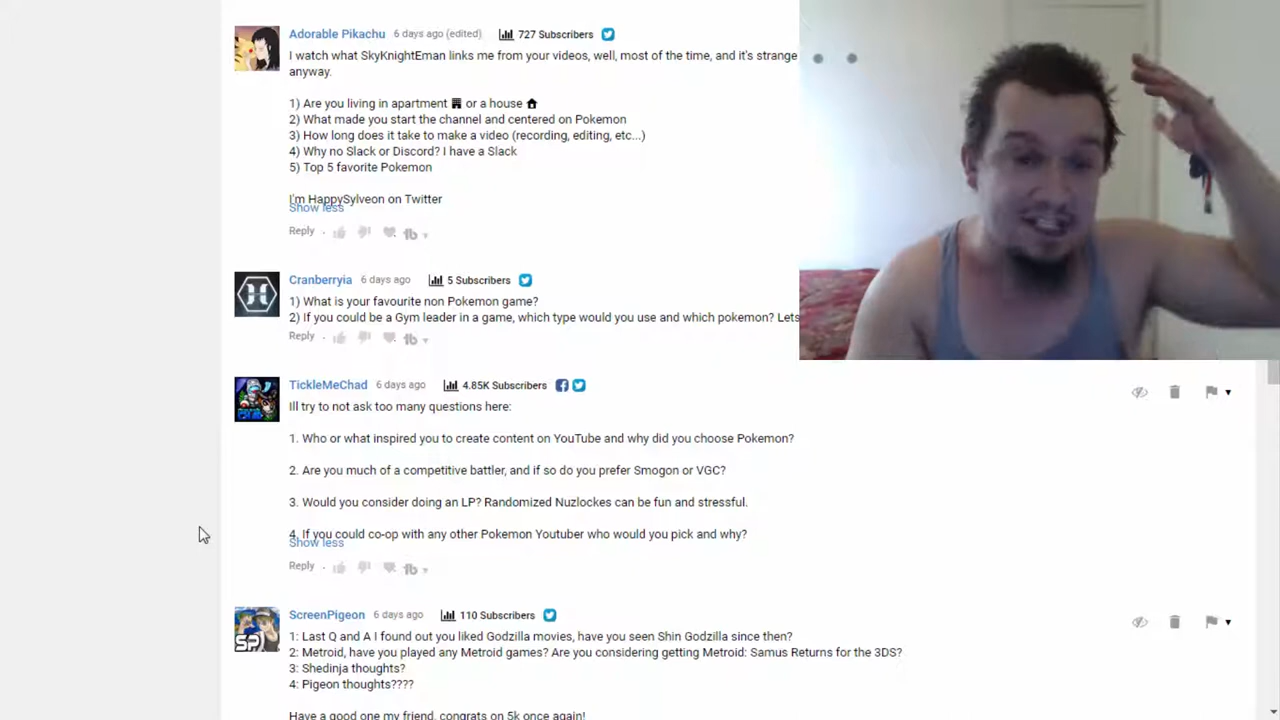 Adorable Pikachu 6 days ago (edited) 727 Subscribers
I watch what SkyKnightEman links me from your videos, well, most of the time, and it's strange
anyway.
1) Are you living in apartment or a house
2) What made you start the channel and centered on Pokemon
3) How long does it take to make a video (recording, editing, etc...)
4) Why no Slack or Discord? I have a Slack
5) Top 5 favorite Pokemon
I'm HappySylveon on Twitter
Show less
Reply
Cranberryia 6 days ago 5 Subscribers
1) What is your favourite non Pokemon game?
2) If you could be a Gym leader in a game, which type would you use and which pokemon? Lets
Reply
TickleMeChad 6 days ago 4.85K Subscribers
Ill try to not ask too many questions here:
1. Who or what inspired you to create content on YouTube and why did you choose Pokemon?
2. Are you much of a competitive battler, and if so do you prefer Smogon or VGC?
3. Would you consider doing an LP? Randomized Nuzlockes can be fun and stressful.
4. If you could co-op with any other Pokemon Youtuber who would you pick and why?
Show less
Reply
ScreenPigeon 6 days ago 110 Subscribers
SP
1: Last Q and A I found out you liked Godzilla movies, have you seen Shin Godzilla since then?
2: Metroid, have you played any Metroid games? Are you considering getting Metroid: Samus Returns for the 3DS?
3: Shedinja thoughts?
4: Pigeon thoughts????
Have a good one my friend, congrats on 5k once again!